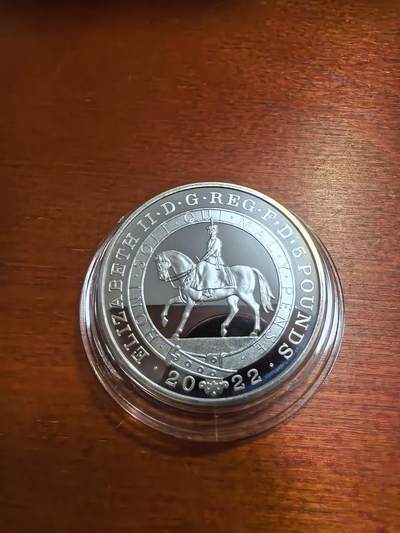 ELIZABETH II·D·G·REG·F·D·5 POUNDS
· 20 22 ·
HONI SOIT QUI MAL Y PENSE